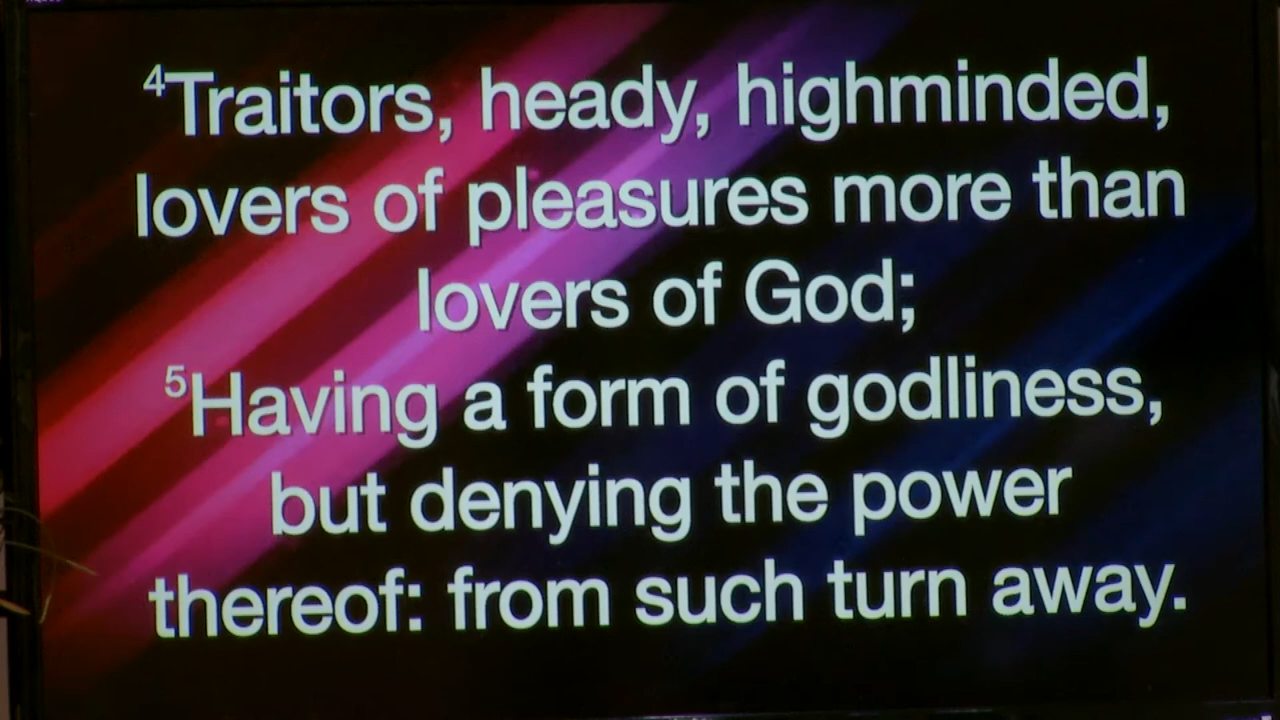 ⁴Traitors, heady, highminded,
lovers of pleasures more than
lovers of God;
⁵Having a form of godliness,
but denying the power
thereof: from such turn away.